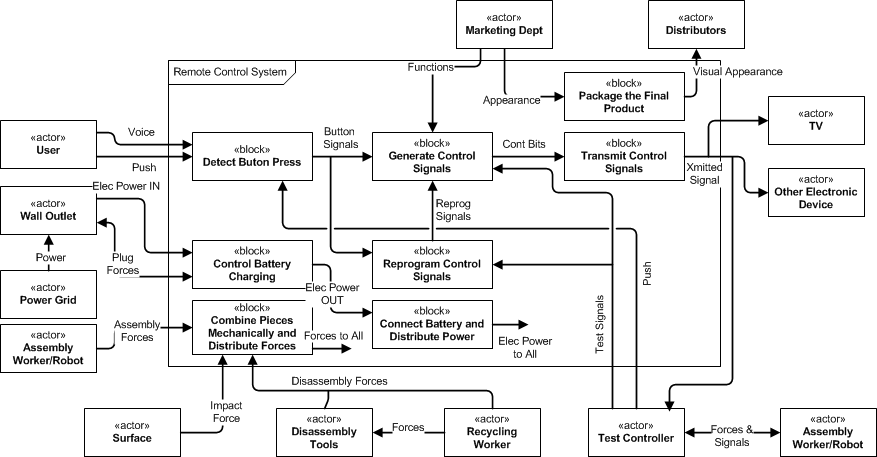 «actor»
Marketing Dept
«actor»
Distributors
Remote Control System
Functions
Visual Appearance
«block»
Package the Final
Product
Appearance
«actor»
TV
«actor»
User
Voice
Push
«block»
Detect Buton Press
Button
Signals
«block»
Generate Control
Signals
Cont Bits
«block»
Transmit Control
Signals
Xmitted
Signal
«actor»
Other Electronic
Device
Elec Power IN
«actor»
Wall Outlet
Reprog
Signals
Power
Plug
Forces
«block»
Control Battery
Charging
«block»
Reprogram Control
Signals
Push
«actor»
Power Grid
Elec Power
OUT
«block»
Combine Pieces
Mechanically and
Distribute Forces
«block»
Connect Battery and
Distribute Power
Test Signals
«actor»
Assembly
Worker/Robot
Assembly
Forces
Forces to All
Elec Power
to All
Disassembly Forces
«actor»
Surface
Impact
Force
«actor»
Disassembly
Tools
Forces
«actor»
Recycling
Worker
«actor»
Test Controller
Forces &
Signals
«actor»
Assembly
Worker/Robot